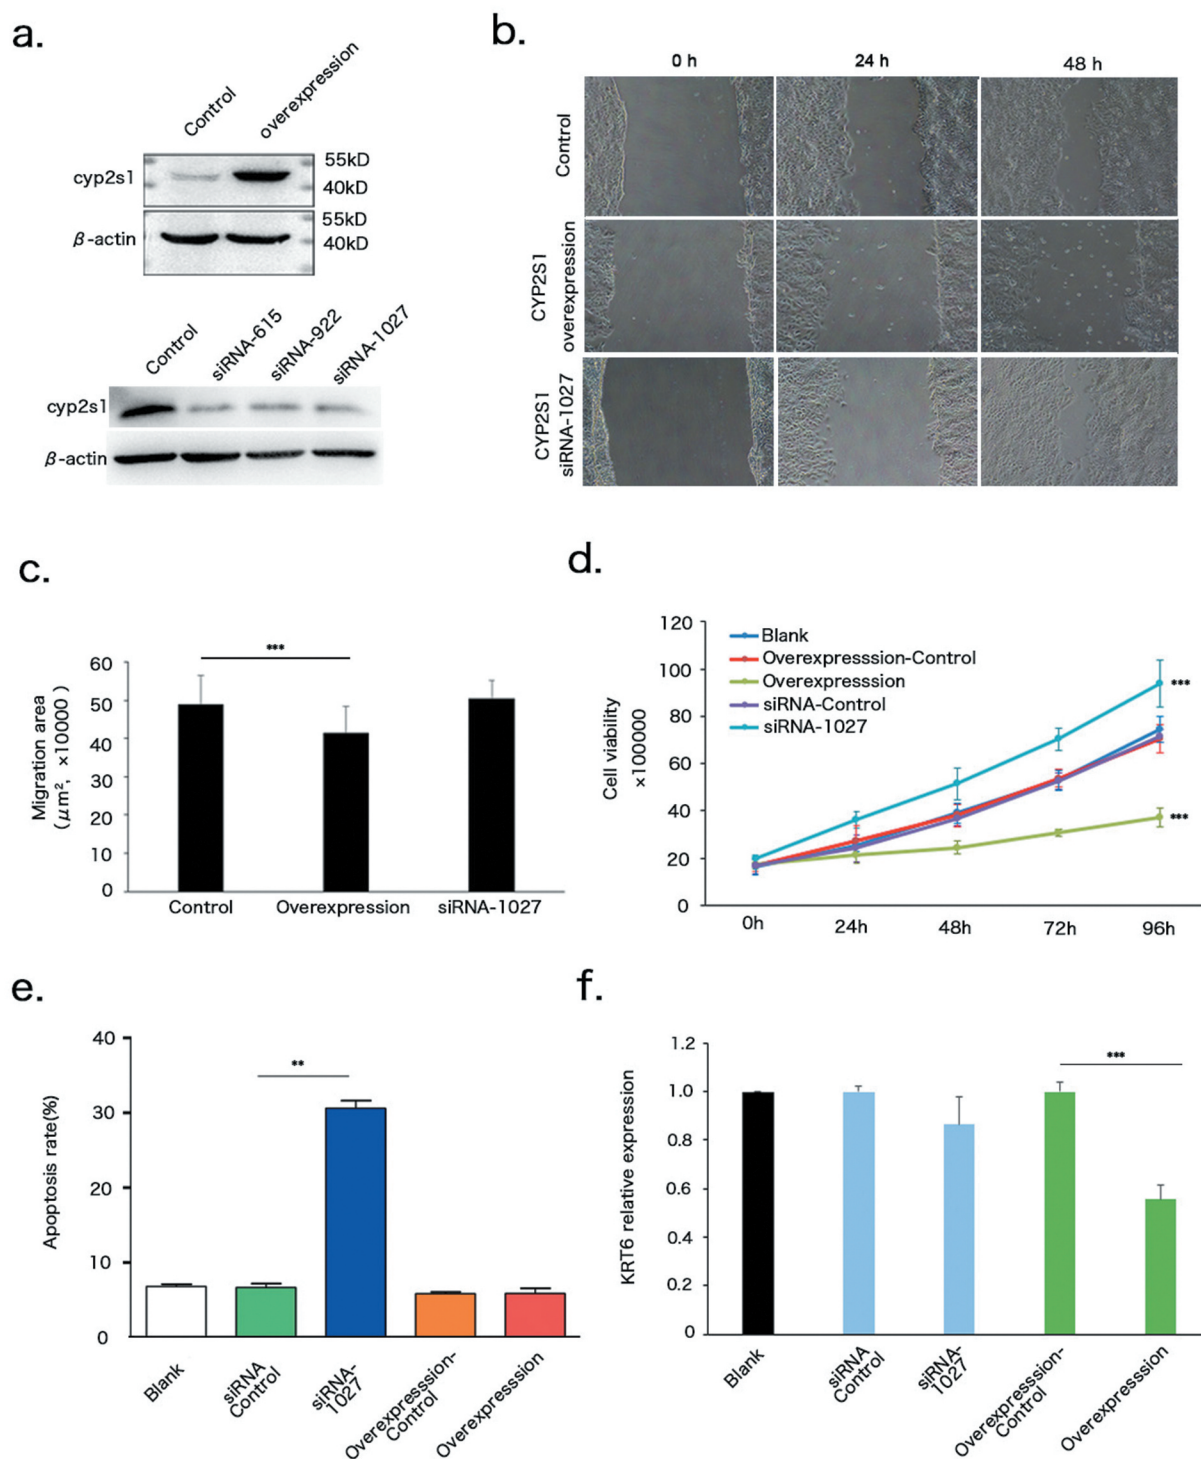 a.
Control
overexpression
cyp2s1
55kD
40kD
β-actin
55kD
40kD
Control
siRNA-615
siRNA-922
siRNA-1027
cyp2s1
β-actin
b.
0 h
24 h
48 h
Control
CYP2S1
overexpression
CYP2S1
siRNA-1027
c.
Migration area
(μm², ×10000)
60
50
40
30
20
10
0
***
Control
Overexpression
siRNA-1027
d.
Cell viability
×100000
120
100
80
60
40
20
0
Blank
Overexpresssion-Control
Overexpresssion
siRNA-Control
siRNA-1027
***
***
0h
24h
48h
72h
96h
e.
Apoptosis rate(%)
40
30
20
10
0
**
Blank
siRNA
Control
siRNA-
1027
Overexpresssion-
Control
Overexpresssion
f.
KRT6 relative expression
1.2
1.0
0.8
0.6
0.4
0.2
0
***
Blank
siRNA
Control
siRNA-
1027
Overexpresssion-
Control
Overexpresssion